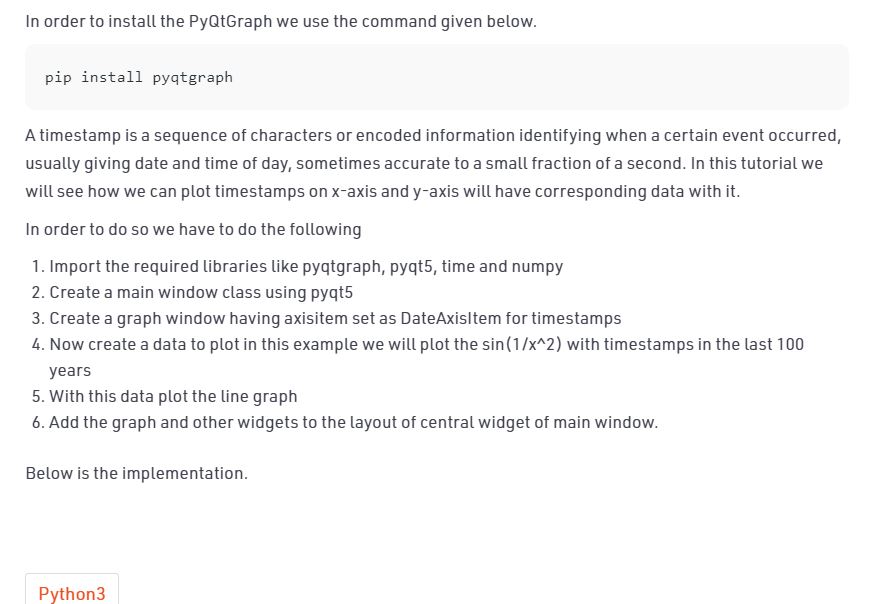 In order to install the PyQtGraph we use the command given below.
pip install pyqtgraph
A timestamp is a sequence of characters or encoded information identifying when a certain event occurred,
usually giving date and time of day, sometimes accurate to a small fraction of a second. In this tutorial we
will see how we can plot timestamps on x-axis and y-axis will have corresponding data with it.
In order to do so we have to do the following
1. Import the required libraries like pyqtgraph, pyqt5, time and numpy
2. Create a main window class using pyqt5
3. Create a graph window having axisitem set as DateAxisItem for timestamps
4. Now create a data to plot in this example we will plot the sin(1/x^2) with timestamps in the last 100
years
5. With this data plot the line graph
6. Add the graph and other widgets to the layout of central widget of main window.
Below is the implementation.
Python3